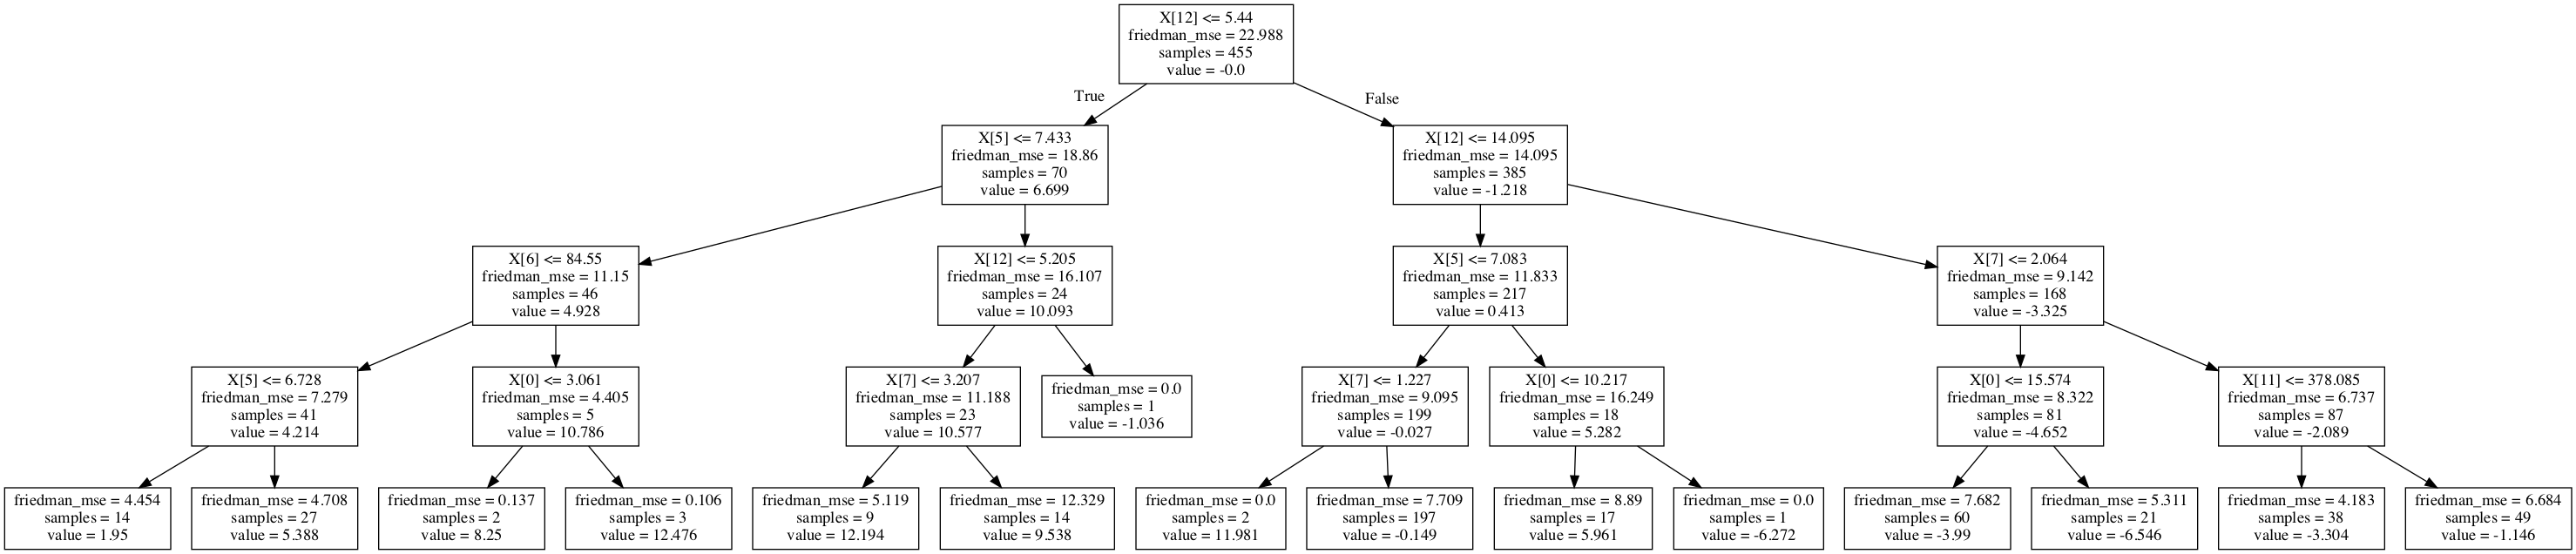 X[12] <= 5.44
friedman_mse = 22.988
samples = 455
value = -0.0
True
False
X[5] <= 7.433
friedman_mse = 18.86
samples = 70
value = 6.699
X[12] <= 14.095
friedman_mse = 14.095
samples = 385
value = -1.218
X[6] <= 84.55
friedman_mse = 11.15
samples = 46
value = 4.928
X[12] <= 5.205
friedman_mse = 16.107
samples = 24
value = 10.093
X[5] <= 7.083
friedman_mse = 11.833
samples = 217
value = 0.413
X[7] <= 2.064
friedman_mse = 9.142
samples = 168
value = -3.325
X[5] <= 6.728
friedman_mse = 7.279
samples = 41
value = 4.214
X[0] <= 3.061
friedman_mse = 4.405
samples = 5
value = 10.786
X[7] <= 3.207
friedman_mse = 11.188
samples = 23
value = 10.577
friedman_mse = 0.0
samples = 1
value = -1.036
X[7] <= 1.227
friedman_mse = 9.095
samples = 199
value = -0.027
X[0] <= 10.217
friedman_mse = 16.249
samples = 18
value = 5.282
X[0] <= 15.574
friedman_mse = 8.322
samples = 81
value = -4.652
X[11] <= 378.085
friedman_mse = 6.737
samples = 87
value = -2.089
friedman_mse = 4.454
samples = 14
value = 1.95
friedman_mse = 4.708
samples = 27
value = 5.388
friedman_mse = 0.137
samples = 2
value = 8.25
friedman_mse = 0.106
samples = 3
value = 12.476
friedman_mse = 5.119
samples = 9
value = 12.194
friedman_mse = 12.329
samples = 14
value = 9.538
friedman_mse = 0.0
samples = 2
value = 11.981
friedman_mse = 7.709
samples = 197
value = -0.149
friedman_mse = 8.89
samples = 17
value = 5.961
friedman_mse = 0.0
samples = 1
value = -6.272
friedman_mse = 7.682
samples = 60
value = -3.99
friedman_mse = 5.311
samples = 21
value = -6.546
friedman_mse = 4.183
samples = 38
value = -3.304
friedman_mse = 6.684
samples = 49
value = -1.146